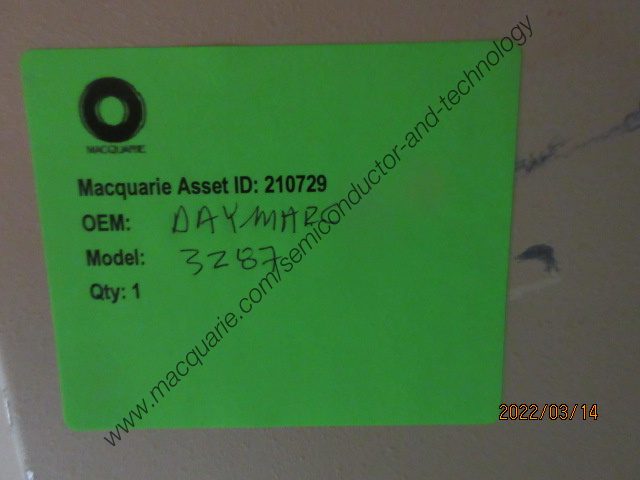 MACQUARIE
Macquarie Asset ID: 210729
OEM: DAYMARC
Model: 3287
Qty: 1
www.macquarie.com/semiconductor-and-technology
2022/03/14